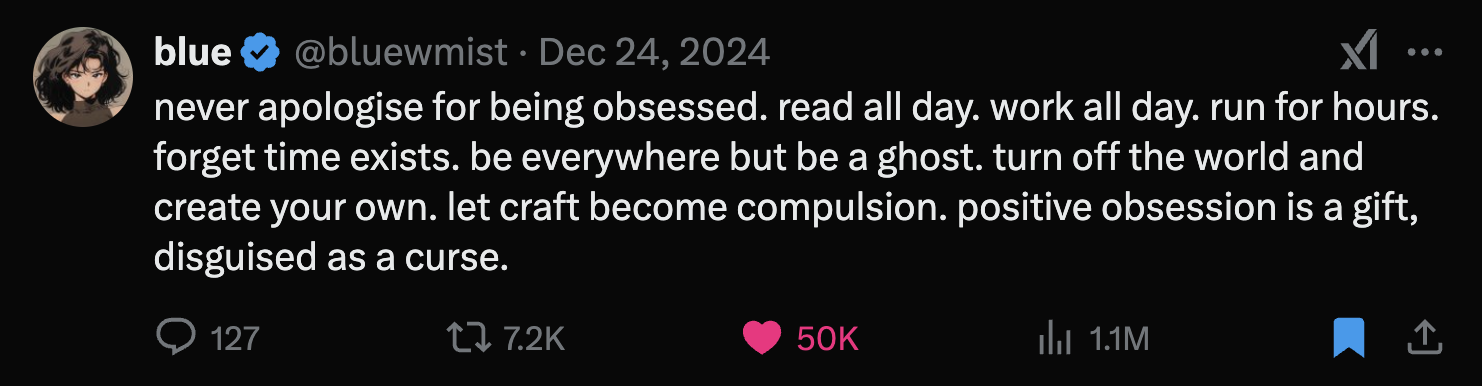 blue @bluewmist · Dec 24, 2024
never apologise for being obsessed. read all day. work all day. run for hours.
forget time exists. be everywhere but be a ghost. turn off the world and
create your own. let craft become compulsion. positive obsession is a gift,
disguised as a curse.
127 7.2K 50K 1.1M